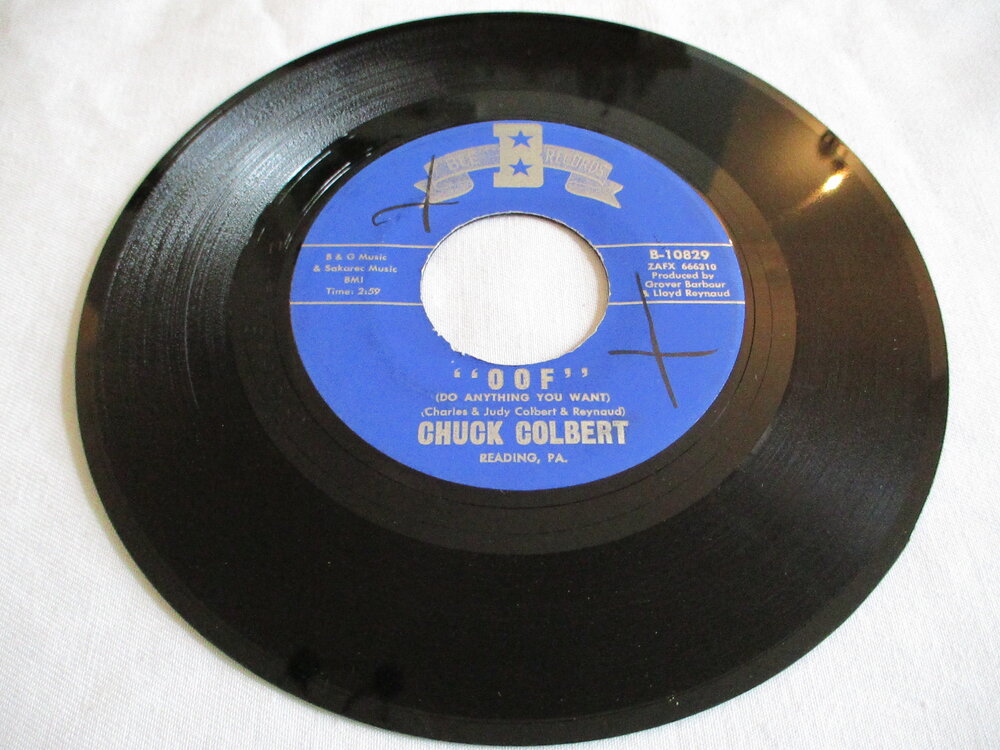 BEE B RECORDS
B & G Music
& Sakarec Music
BMI
Time: 2:59
B-10829
ZAFX 666310
Produced by
Grover Barbour
& Lloyd Reynaud
"OOF"
(DO ANYTHING YOU WANT)
(Charles & Judy Colbert & Reynaud)
CHUCK COLBERT
READING, PA.